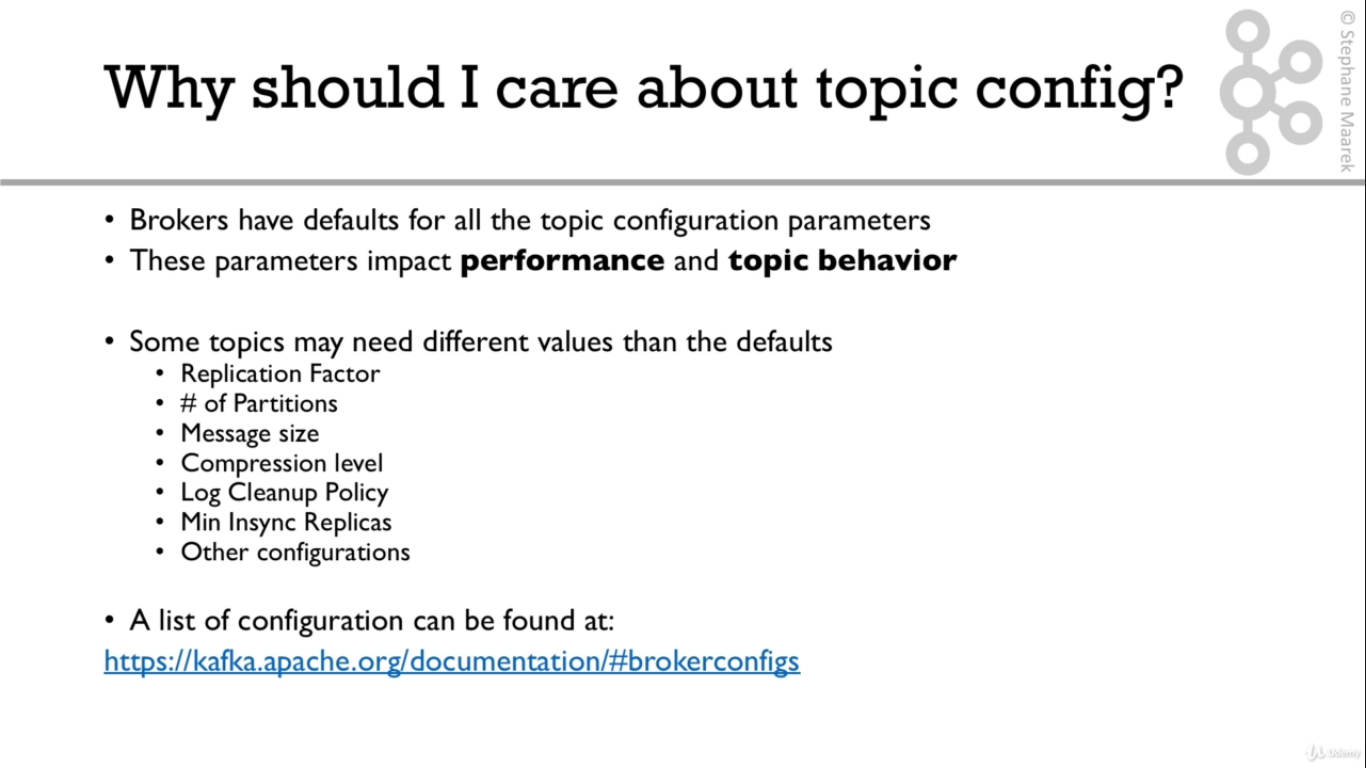 Why should I care about topic config?
© Stephane Maarek
• Brokers have defaults for all the topic configuration parameters
• These parameters impact performance and topic behavior
• Some topics may need different values than the defaults
• Replication Factor
• # of Partitions
• Message size
• Compression level
• Log Cleanup Policy
• Min Insync Replicas
• Other configurations
• A list of configuration can be found at:
https://kafka.apache.org/documentation/#brokerconfigs
Udemy